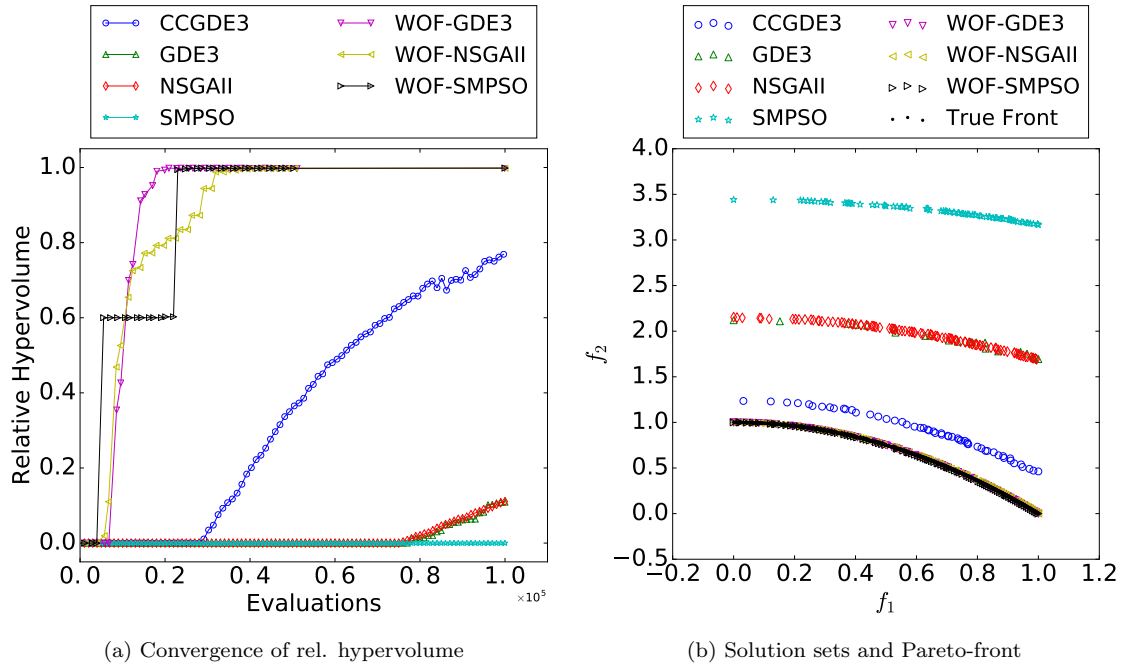 CCGDE3
GDE3
NSGAII
SMPSO
WOF-GDE3
WOF-NSGAII
WOF-SMPSO
1.0
0.8
0.6
0.4
0.2
0.0
Relative Hypervolume
0.0 0.2 0.4 0.6 0.8 1.0
Evaluations
×10⁵
(a) Convergence of rel. hypervolume
CCGDE3
GDE3
NSGAII
SMPSO
WOF-GDE3
WOF-NSGAII
WOF-SMPSO
True Front
4.0
3.5
3.0
2.5
2.0
1.5
1.0
0.5
0.0
−0.5
f₂
−0.2 0.0 0.2 0.4 0.6 0.8 1.0 1.2
f₁
(b) Solution sets and Pareto-front